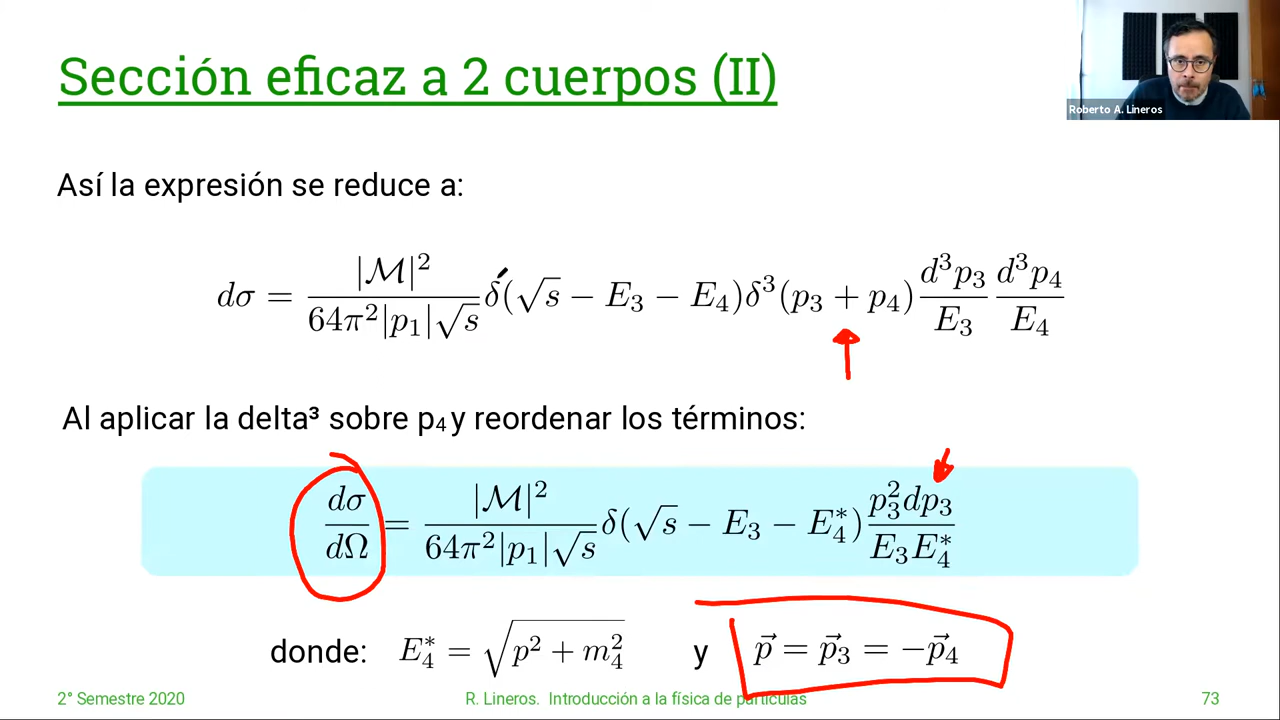 Sección eficaz a 2 cuerpos (II)
Roberto A. Lineros
Así la expresión se reduce a:
dσ = |ℳ|² / (64π²|p₁|√s) δ(√s − E₃ − E₄)δ³(p₃ + p₄) d³p₃/E₃ d³p₄/E₄
Al aplicar la delta³ sobre p₄ y reordenar los términos:
dσ/dΩ = |ℳ|² / (64π²|p₁|√s) δ(√s − E₃ − E₄*) p₃²dp₃ / (E₃E₄*)
donde: E₄* = √(p² + m₄²) y p⃗ = p⃗₃ = −p⃗₄
2° Semestre 2020 R. Lineros. Introducción a la física de partículas 73